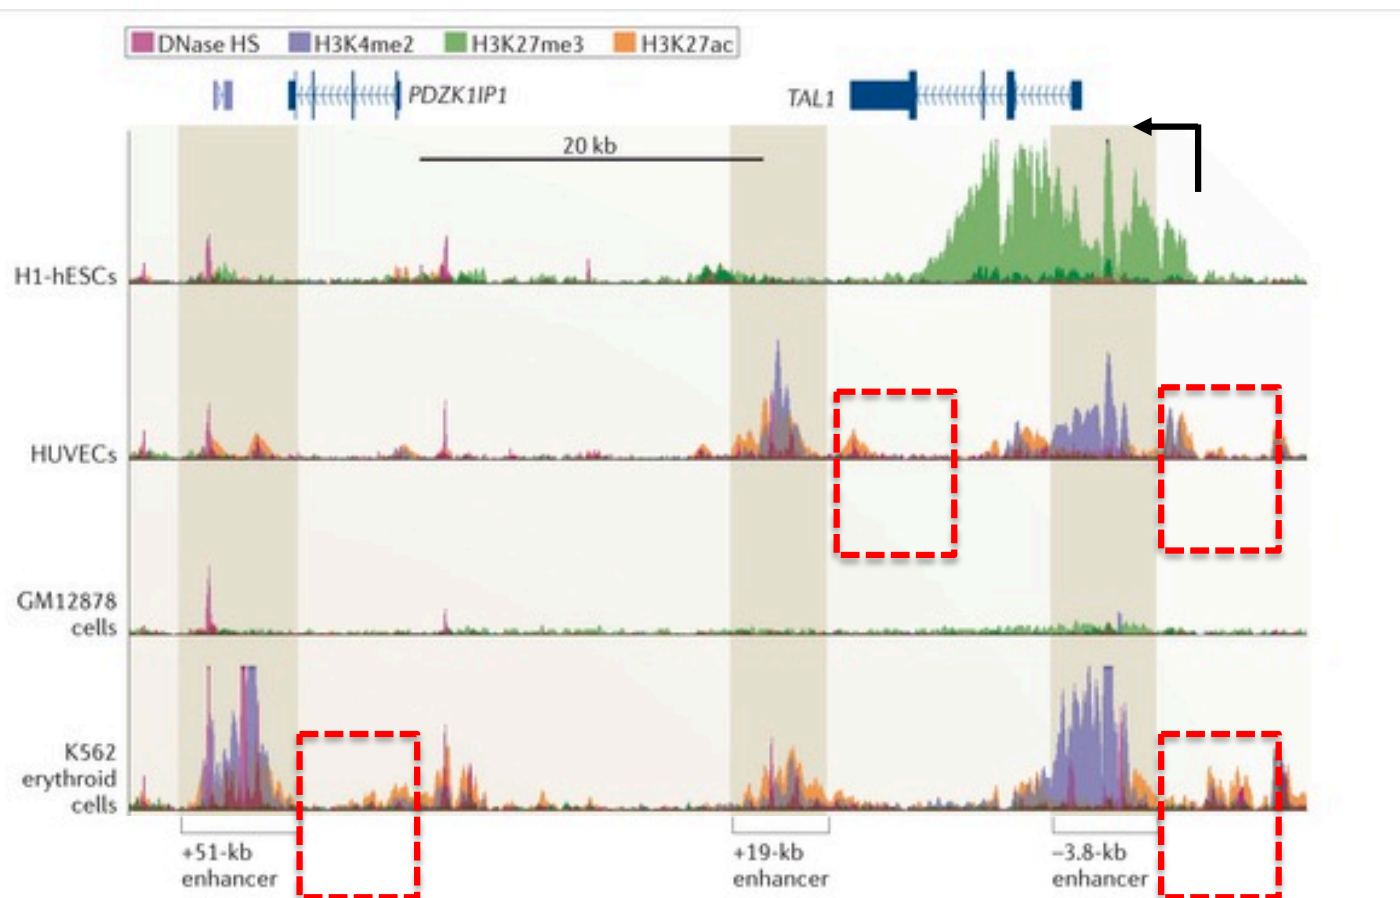 DNase HS H3K4me2 H3K27me3 H3K27ac
PDZK1IP1 TAL1
20 kb
H1-hESCs
HUVECs
GM12878
cells
K562
erythroid
cells
+51-kb
enhancer
+19-kb
enhancer
−3.8-kb
enhancer